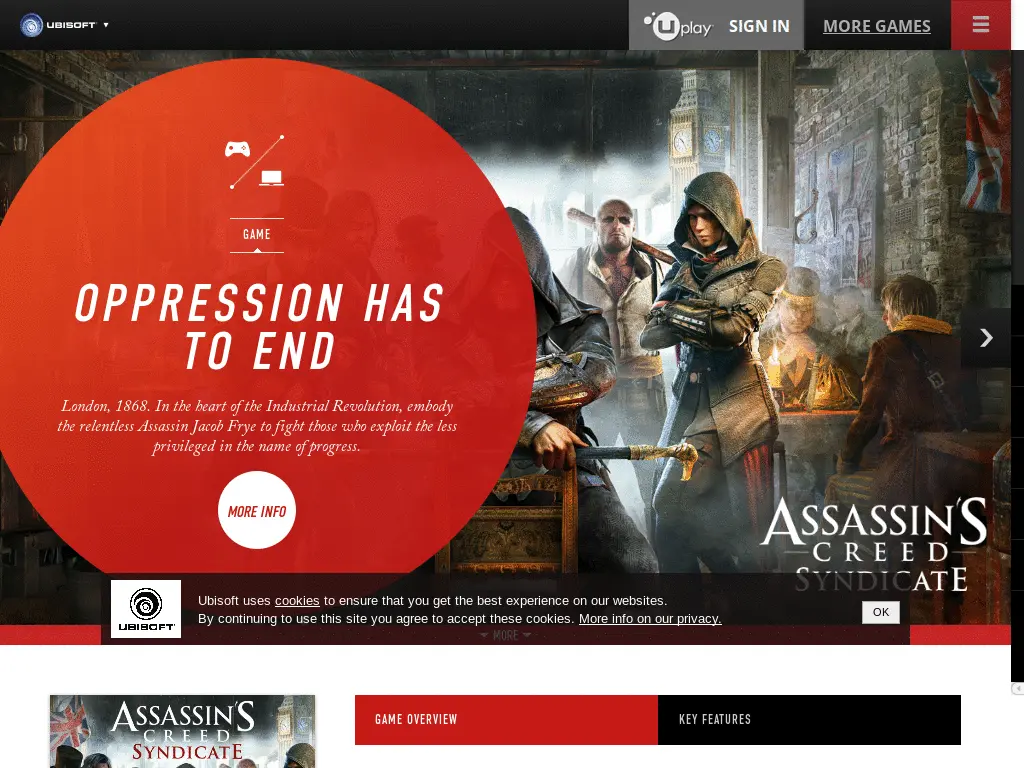 UBISOFT
Uplay SIGN IN
MORE GAMES
GAME
OPPRESSION HAS
TO END
London, 1868. In the heart of the Industrial Revolution, embody
the relentless Assassin Jacob Frye to fight those who exploit the less
privileged in the name of progress.
MORE INFO
ASSASSIN'S
CREED
SYNDICATE
UBISOFT
Ubisoft uses cookies to ensure that you get the best experience on our websites.
By continuing to use this site you agree to accept these cookies. More info on our privacy.
OK
MORE
ASSASSIN'S
CREED
SYNDICATE
GAME OVERVIEW
KEY FEATURES